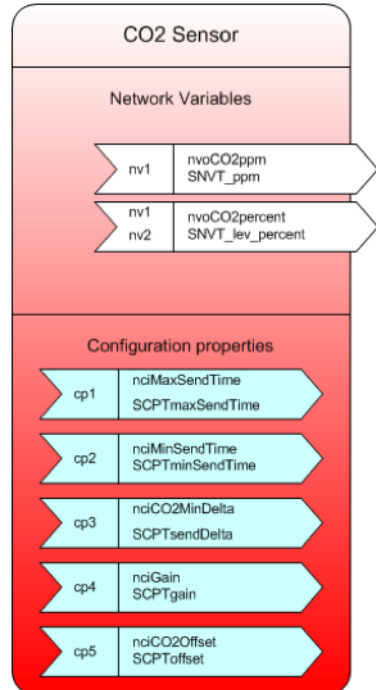 CO2 Sensor
Network Variables
nv1
nvoCO2ppm
SNVT_ppm
nv1
nv2
nvoCO2percent
SNVT_lev_percent
Configuration properties
cp1
nciMaxSendTime
SCPTmaxSendTime
cp2
nciMinSendTime
SCPTminSendTime
cp3
nciCO2MinDelta
SCPTsendDelta
cp4
nciGain
SCPTgain
cp5
nciCO2Offset
SCPToffset